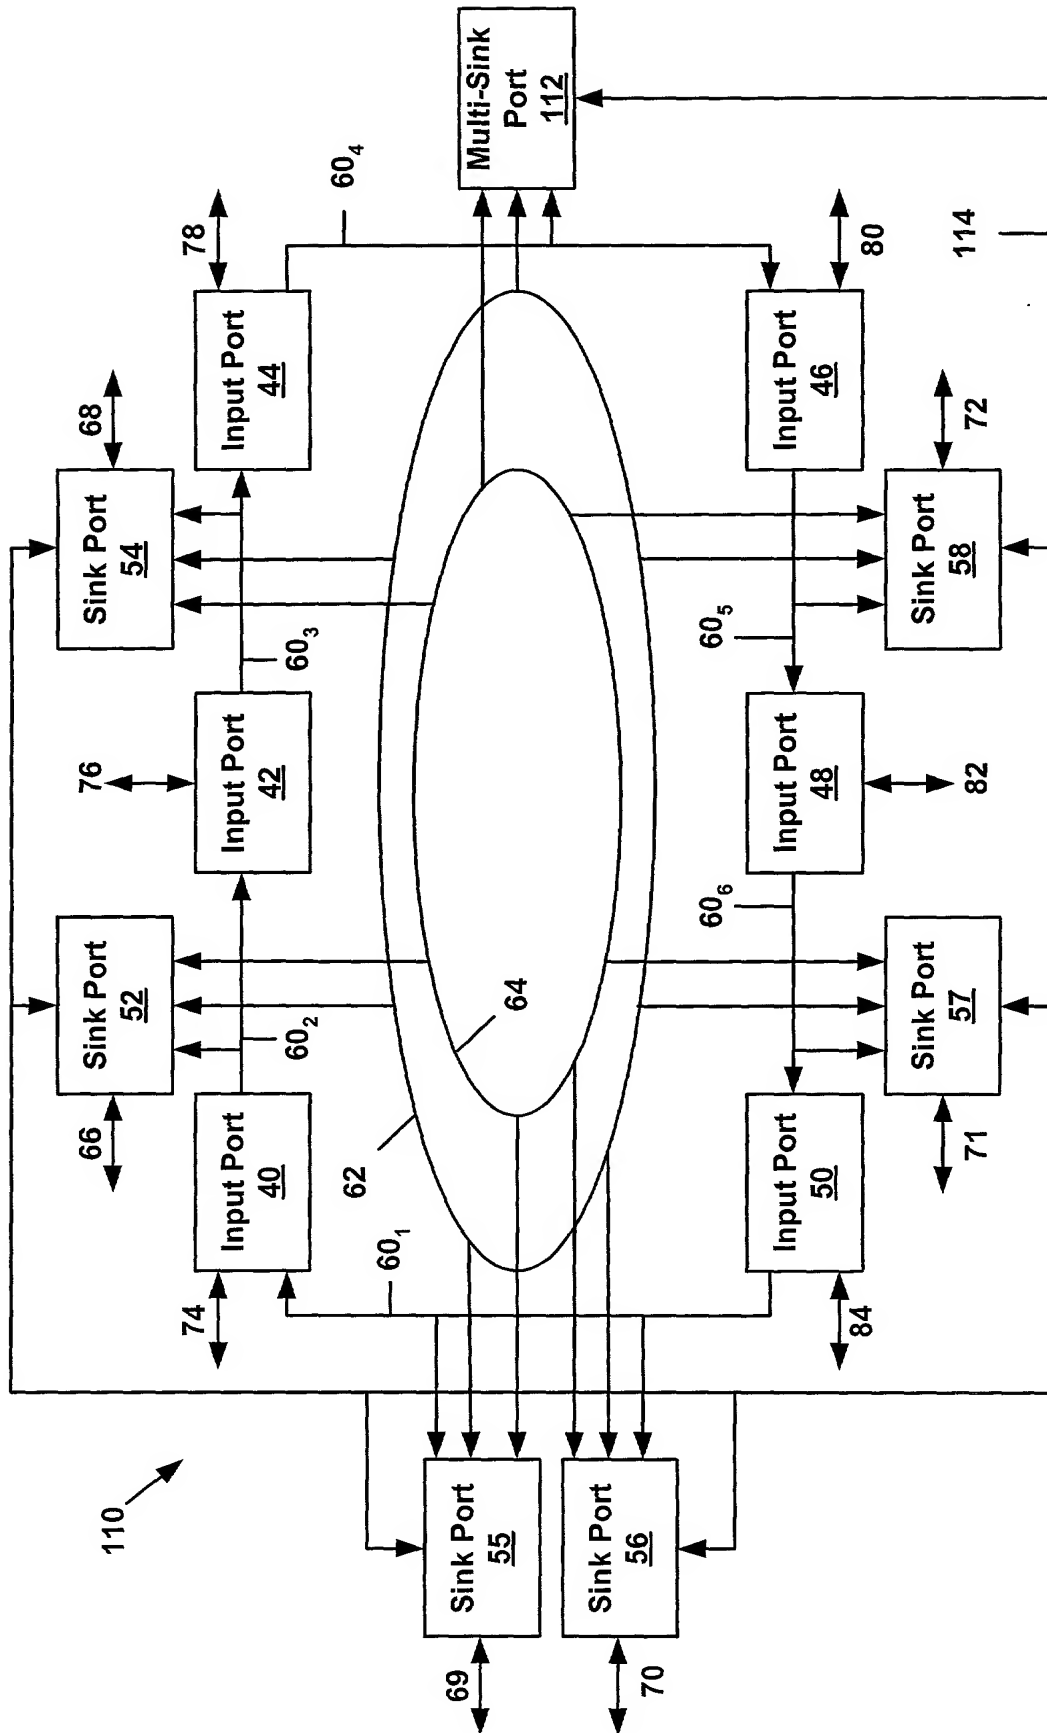 110
Sink Port
55
69
Sink Port
56
70
Sink Port
52
66
Sink Port
54
68
Input Port
40
74
60₂
Input Port
42
76
60₃
Input Port
44
78
60₄
Multi-Sink
Port
112
60₁
62
64
Input Port
50
84
60₆
Input Port
48
82
60₅
Input Port
46
80
Sink Port
57
71
Sink Port
58
72
114